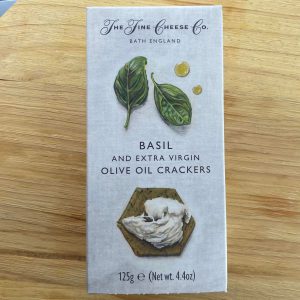 The Fine Cheese Co.
BATH ENGLAND
BASIL
AND EXTRA VIRGIN
OLIVE OIL CRACKERS
125g ℮ (Net wt. 4.4oz)